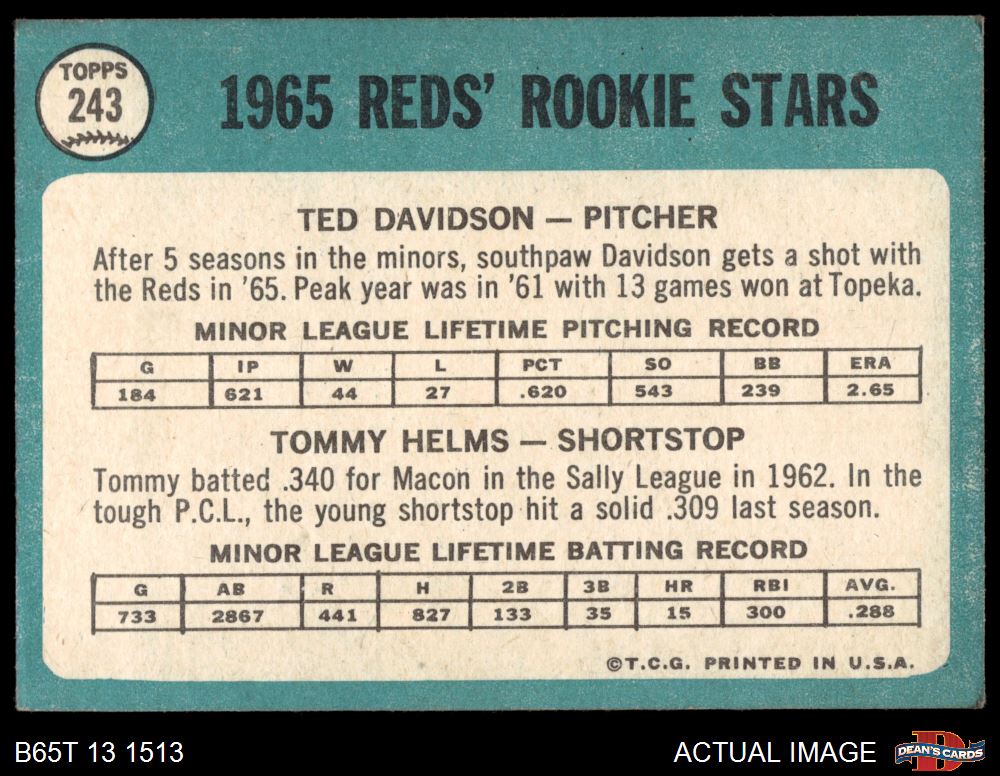 TOPPS
243
1965 REDS' ROOKIE STARS
TED DAVIDSON — PITCHER
After 5 seasons in the minors, southpaw Davidson gets a shot with
the Reds in '65. Peak year was in '61 with 13 games won at Topeka.
MINOR LEAGUE LIFETIME PITCHING RECORD
G IP W L PCT SO BB ERA
184 621 44 27 .620 543 239 2.65
TOMMY HELMS — SHORTSTOP
Tommy batted .340 for Macon in the Sally League in 1962. In the
tough P.C.L., the young shortstop hit a solid .309 last season.
MINOR LEAGUE LIFETIME BATTING RECORD
G AB R H 2B 3B HR RBI AVG.
733 2867 441 827 133 35 15 300 .288
©T.C.G. PRINTED IN U.S.A.
B65T 13 1513
ACTUAL IMAGE
D
DEAN'S CARDS